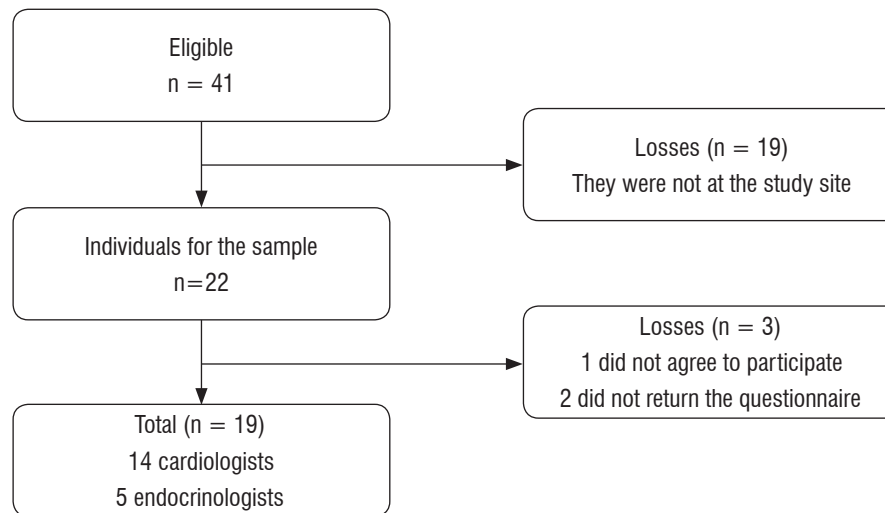 Eligible
n = 41
Losses (n = 19)
They were not at the study site
Individuals for the sample
n=22
Losses (n = 3)
1 did not agree to participate
2 did not return the questionnaire
Total (n = 19)
14 cardiologists
5 endocrinologists